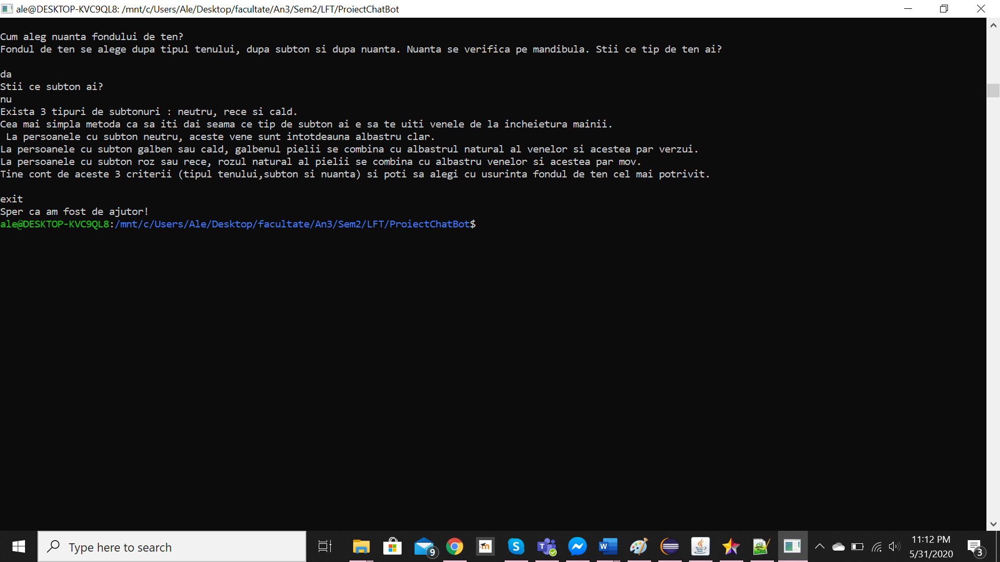 ale@DESKTOP-KVC9QL8: /mnt/c/Users/Ale/Desktop/facultate/An3/Sem2/LFT/ProiectChatBot
Cum aleg nuanta fondului de ten?
Fondul de ten se alege dupa tipul tenului, dupa subton si dupa nuanta. Nuanta se verifica pe mandibula. Stii ce tip de ten ai?
da
Stii ce subton ai?
nu
Exista 3 tipuri de subtonuri : neutru, rece si cald.
Cea mai simpla metoda ca sa iti dai seama ce tip de subton ai e sa te uiti venele de la incheietura mainii.
 La persoanele cu subton neutru, aceste vene sunt intotdeauna albastru clar.
La persoanele cu subton galben sau cald, galbenul pielii se combina cu albastrul natural al venelor si acestea par verzui.
La persoanele cu subton roz sau rece, rozul natural al pielii se combina cu albastru venelor si acestea par mov.
Tine cont de aceste 3 criterii (tipul tenului,subton si nuanta) si poti sa alegi cu usurinta fondul de ten cel mai potrivit.
exit
Sper ca am fost de ajutor!
ale@DESKTOP-KVC9QL8:/mnt/c/Users/Ale/Desktop/facultate/An3/Sem2/LFT/ProiectChatBot$
Type here to search
9
m
S
T
W
11:12 PM
5/31/2020
3